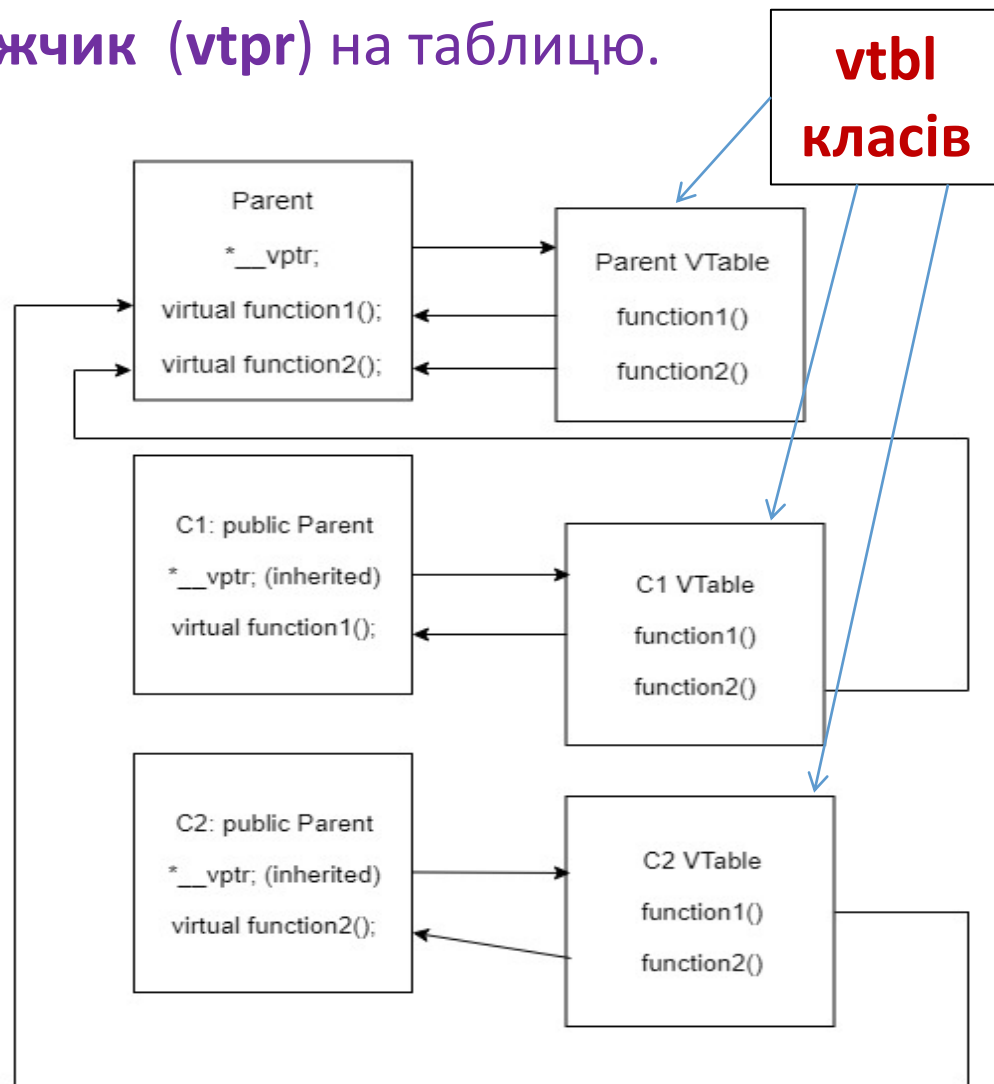 жчик (vtpr) на таблицю.
vtbl
класів
Parent
*__vptr;
virtual function1();
virtual function2();
Parent VTable
function1()
function2()
C1: public Parent
*__vptr; (inherited)
virtual function1();
C1 VTable
function1()
function2()
C2: public Parent
*__vptr; (inherited)
virtual function2();
C2 VTable
function1()
function2()